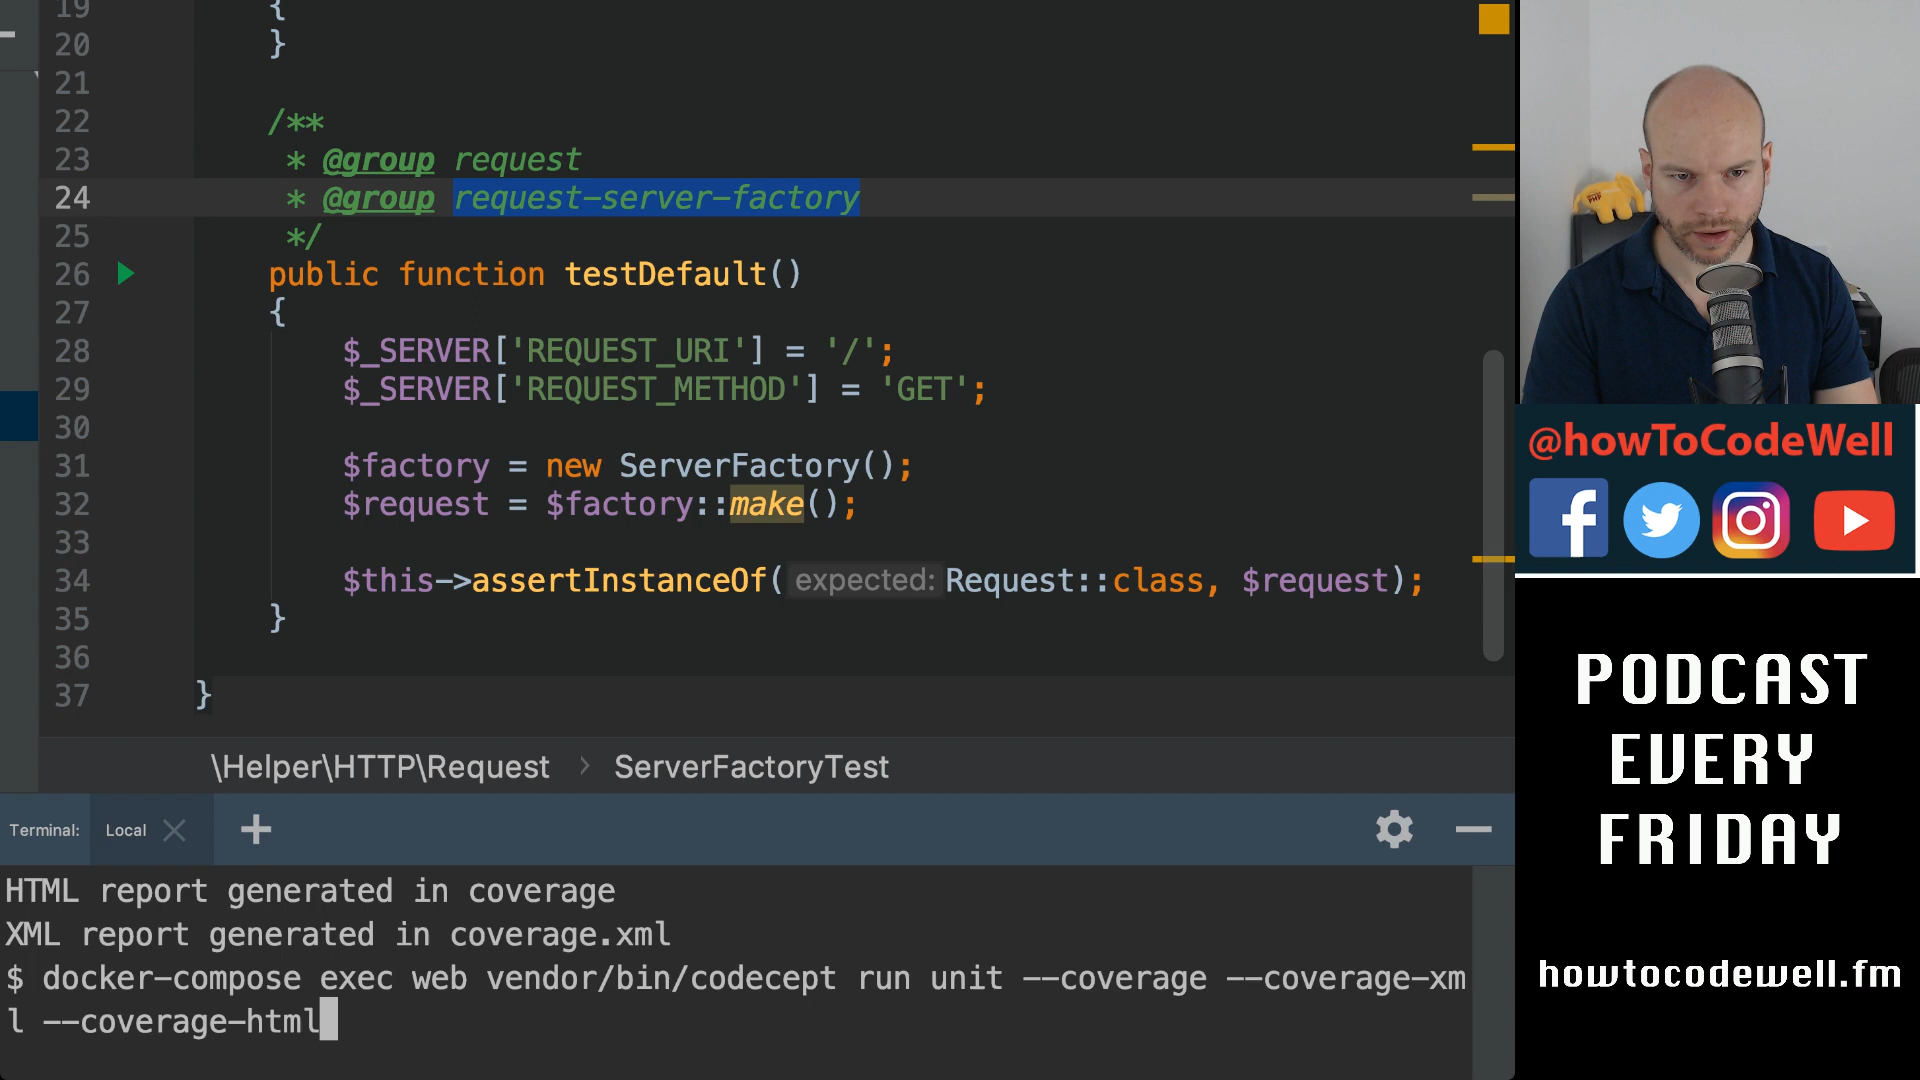 19 {
20 }
21
22 /**
23 * @group request
24 * @group request-server-factory
25 */
26 public function testDefault()
27 {
28 $_SERVER['REQUEST_URI'] = '/';
29 $_SERVER['REQUEST_METHOD'] = 'GET';
30
31 $factory = new ServerFactory();
32 $request = $factory::make();
33
34 $this->assertInstanceOf( expected: Request::class, $request);
35 }
36
37 }
\Helper\HTTP\Request > ServerFactoryTest
Terminal: Local
HTML report generated in coverage
XML report generated in coverage.xml
$ docker-compose exec web vendor/bin/codecept run unit --coverage --coverage-xm
l --coverage-html
@howToCodeWell
PODCAST
EVERY
FRIDAY
howtocodewell.fm